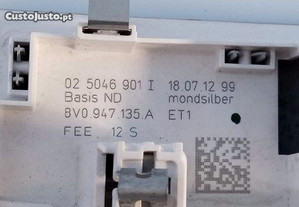 CustoJusto.pt
02 5046 901 I 18.07.12 99
Basis ND mondsilber
8V0.947.135.A ET1
FEE. 12 S